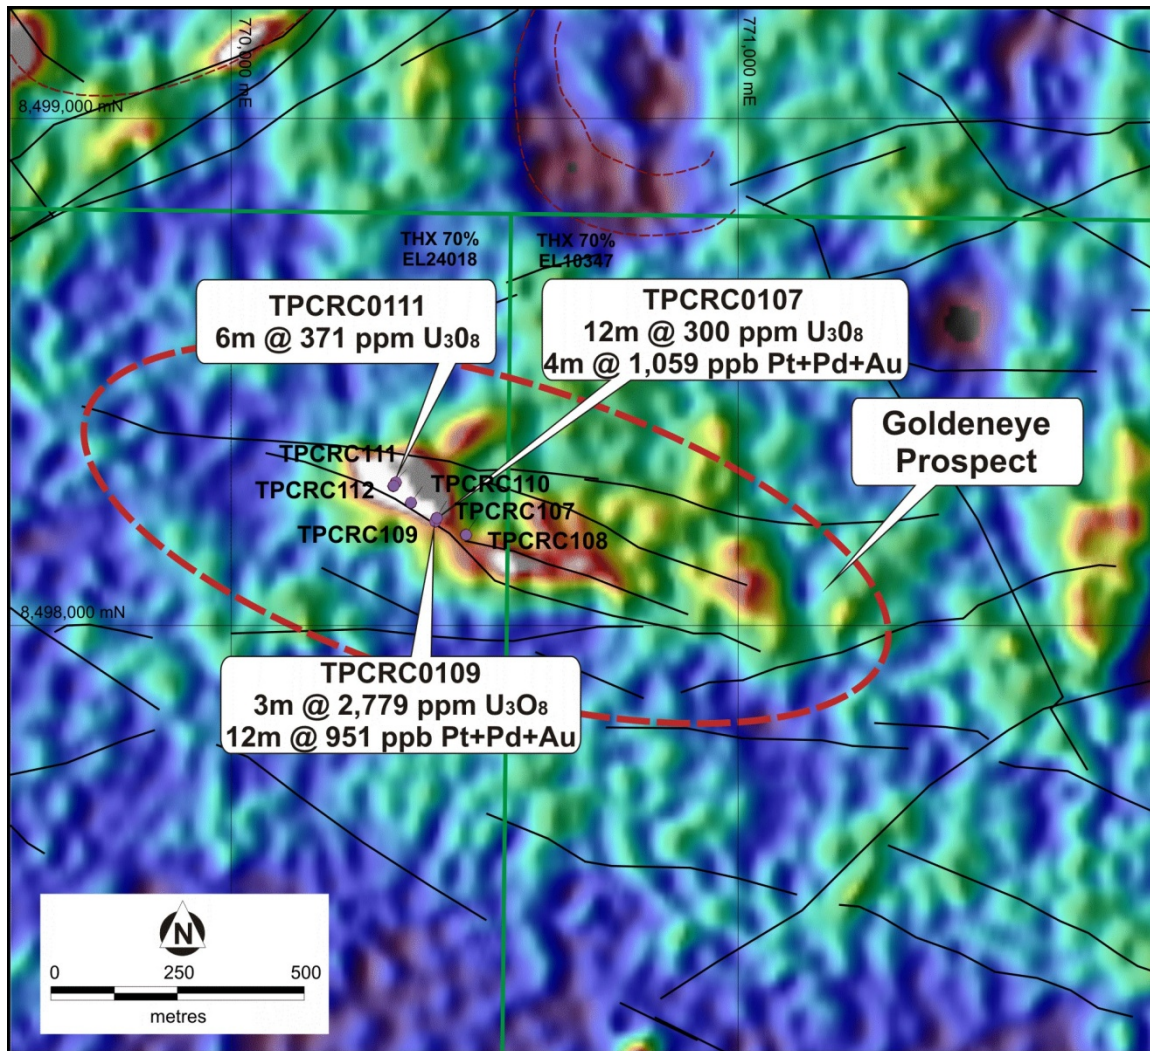 770,000 mE
771,000 mE
8,499,000 mN
THX 70%
EL24018
THX 70%
EL10347
TPCRC0111
6m @ 371 ppm U₃0₈
TPCRC0107
12m @ 300 ppm U₃0₈
4m @ 1,059 ppb Pt+Pd+Au
Goldeneye
Prospect
TPCRC111
TPCRC112
TPCRC110
TPCRC107
TPCRC109
TPCRC108
8,498,000 mN
TPCRC0109
3m @ 2,779 ppm U₃O₈
12m @ 951 ppb Pt+Pd+Au
N
0 250 500
metres